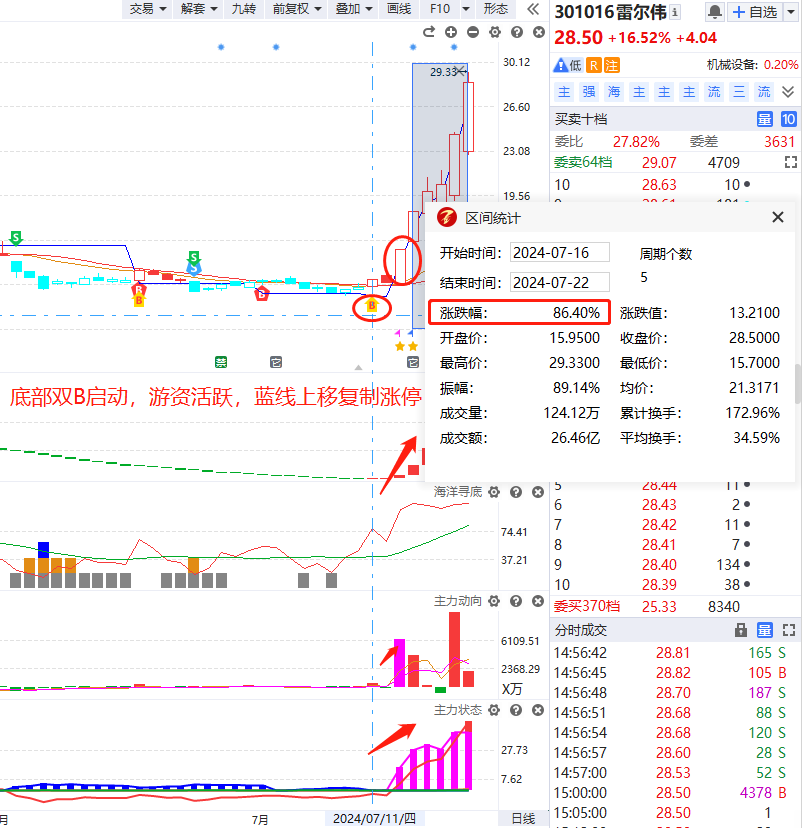 交易 解套 九转 前复权 叠加 画线 F10 形态
301016雷尔伟
自选
28.50 +16.52% +4.04
低 R 注 机械设备: 0.20%
主 强 海 主 主 主 流 三 流
买卖十档 量 10
委比 27.82% 委差 3631
委卖64档 29.07 4709
10 28.63 10
30.12
29.33
26.60
23.08
19.56
S
S
S
B
B
B
B
禁
区间统计
开始时间: 2024-07-16 周期个数
结束时间: 2024-07-22 5
涨跌幅: 86.40% 涨跌值: 13.2100
开盘价: 15.9500 收盘价: 28.5000
最高价: 29.3300 最低价: 15.7000
振幅: 89.14% 均价: 21.3171
成交量: 124.12万 累计换手: 172.96%
成交额: 26.46亿 平均换手: 34.59%
底部双B启动，游资活跃，蓝线上移复制涨停
5 28.44 11
6 28.43 2
7 28.42 11
8 28.41 7
9 28.40 134
10 28.39 38
委买370档 25.33 8340
海洋寻底
74.41
37.21
主力动向
6109.51
2368.29
X万
主力状态
27.73
7.62
分时成交 量
14:56:42 28.81 165 S
14:56:45 28.82 105 B
14:56:48 28.70 187 S
14:56:51 28.68 88 S
14:56:54 28.68 120 S
14:56:57 28.60 28 S
14:57:00 28.53 52 S
15:00:00 28.50 4378 B
15:05:00 28.50 1
月 7月 2024/07/11/四 日线